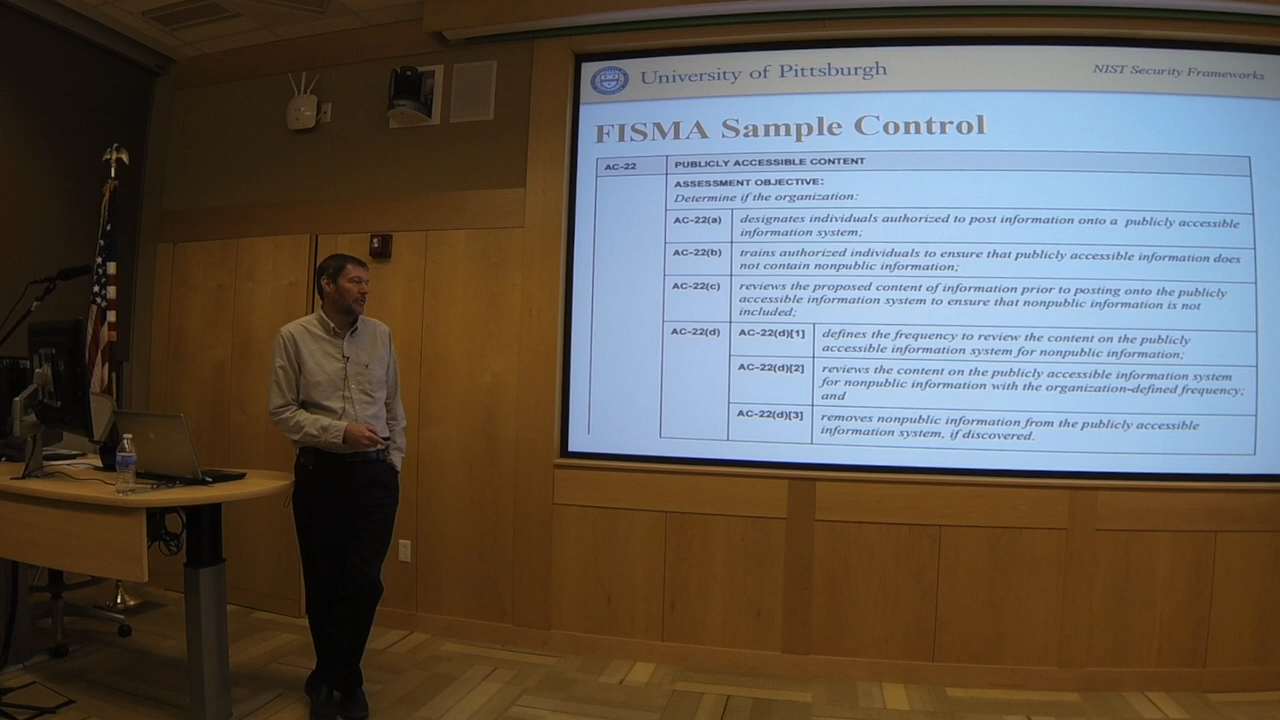 University of Pittsburgh
NIST Security Frameworks
FISMA Sample Control
AC-22
PUBLICLY ACCESSIBLE CONTENT
ASSESSMENT OBJECTIVE:
Determine if the organization:
AC-22(a)
designates individuals authorized to post information onto a publicly accessible
information system;
AC-22(b)
trains authorized individuals to ensure that publicly accessible information does
not contain nonpublic information;
AC-22(c)
reviews the proposed content of information prior to posting onto the publicly
accessible information system to ensure that nonpublic information is not
included;
AC-22(d)
AC-22(d)[1]
defines the frequency to review the content on the publicly
accessible information system for nonpublic information;
AC-22(d)[2]
reviews the content on the publicly accessible information system
for nonpublic information with the organization-defined frequency;
and
AC-22(d)[3]
removes nonpublic information from the publicly accessible
information system, if discovered.